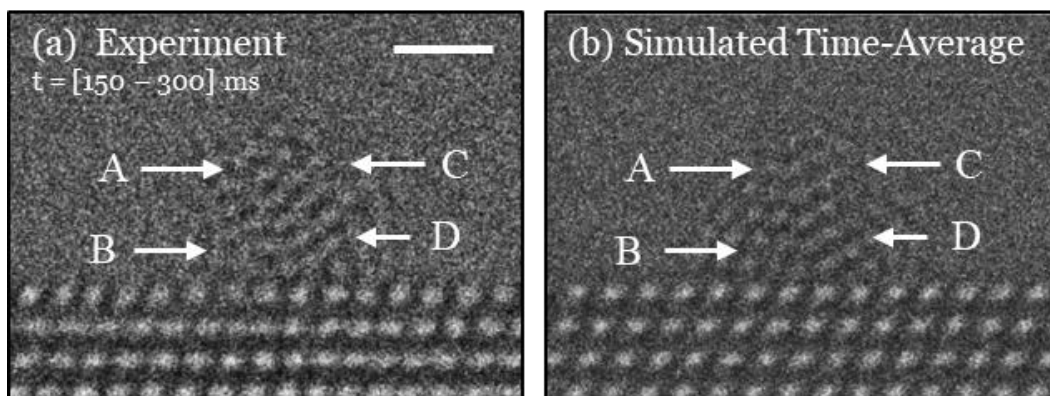 (a) Experiment
t = [150 – 300] ms
A
C
B
D
(b) Simulated Time-Average
A
C
B
D